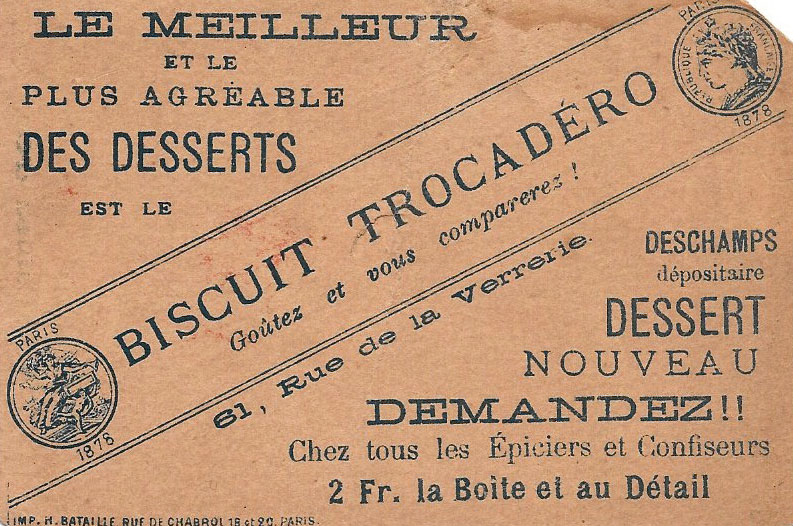 LE MEILLEUR
ET LE
PLUS AGRÉABLE
DES DESSERTS
EST LE
PARIS
RÉPUBLIQUE FRANÇAISE
1878
BISCUIT TROCADÉRO
Goûtez et vous comparerez !
PARIS
1878
61, Rue de la Verrerie.
DESCHAMPS
dépositaire
DESSERT
NOUVEAU
DEMANDEZ!!
Chez tous les Épiciers et Confiseurs
2 Fr. la Boîte et au Détail
IMP. H. BATAILLE RUE DE CHABROL 18 et 20, PARIS.